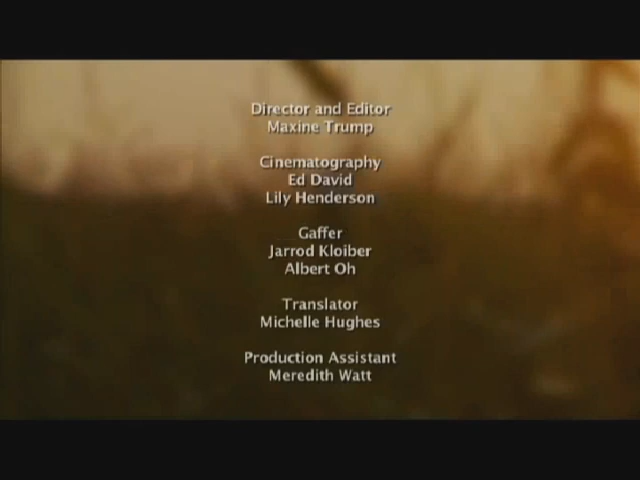 Director and Editor
Maxine Trump
Cinematography
Ed David
Lily Henderson
Gaffer
Jarrod Kloiber
Albert Oh
Translator
Michelle Hughes
Production Assistant
Meredith Watt